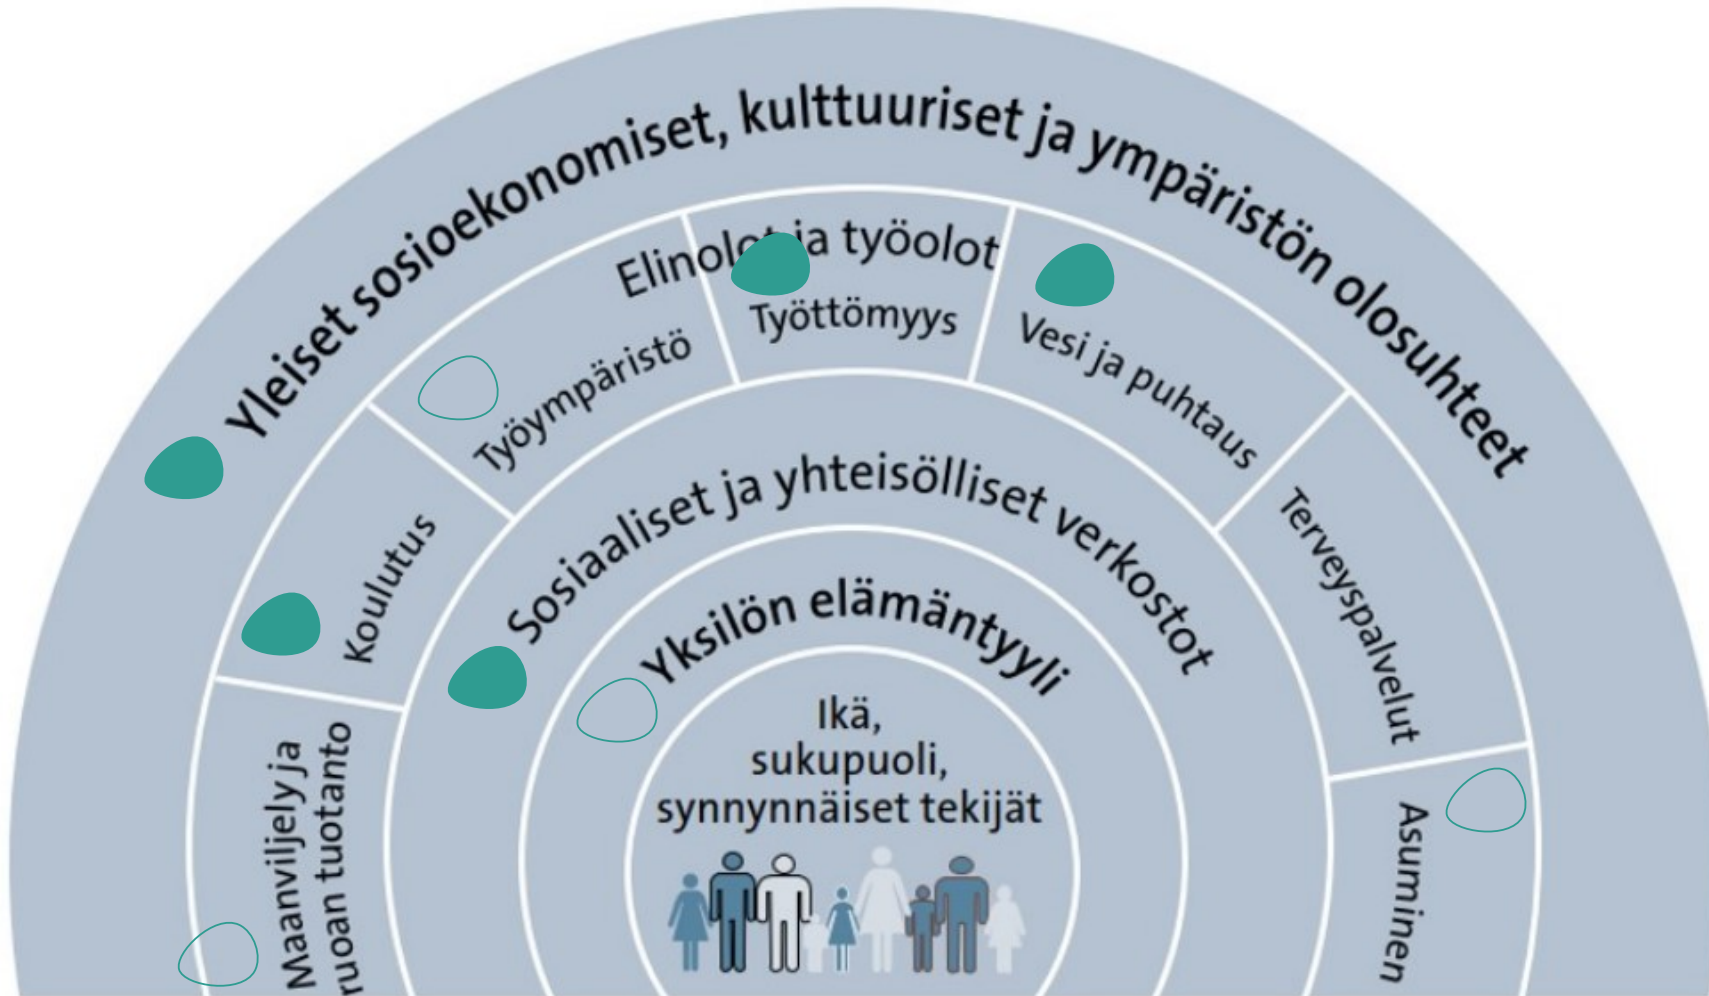 Yleiset sosioekonomiset, kulttuuriset ja ympäristön olosuhteet
Elinolot ja työolot
Maanviljely ja
ruoan tuotanto
Koulutus
Työympäristö
Työttömyys
Vesi ja puhtaus
Terveyspalvelut
Asuminen
Sosiaaliset ja yhteisölliset verkostot
Yksilön elämäntyyli
Ikä,
sukupuoli,
synnynnäiset tekijät